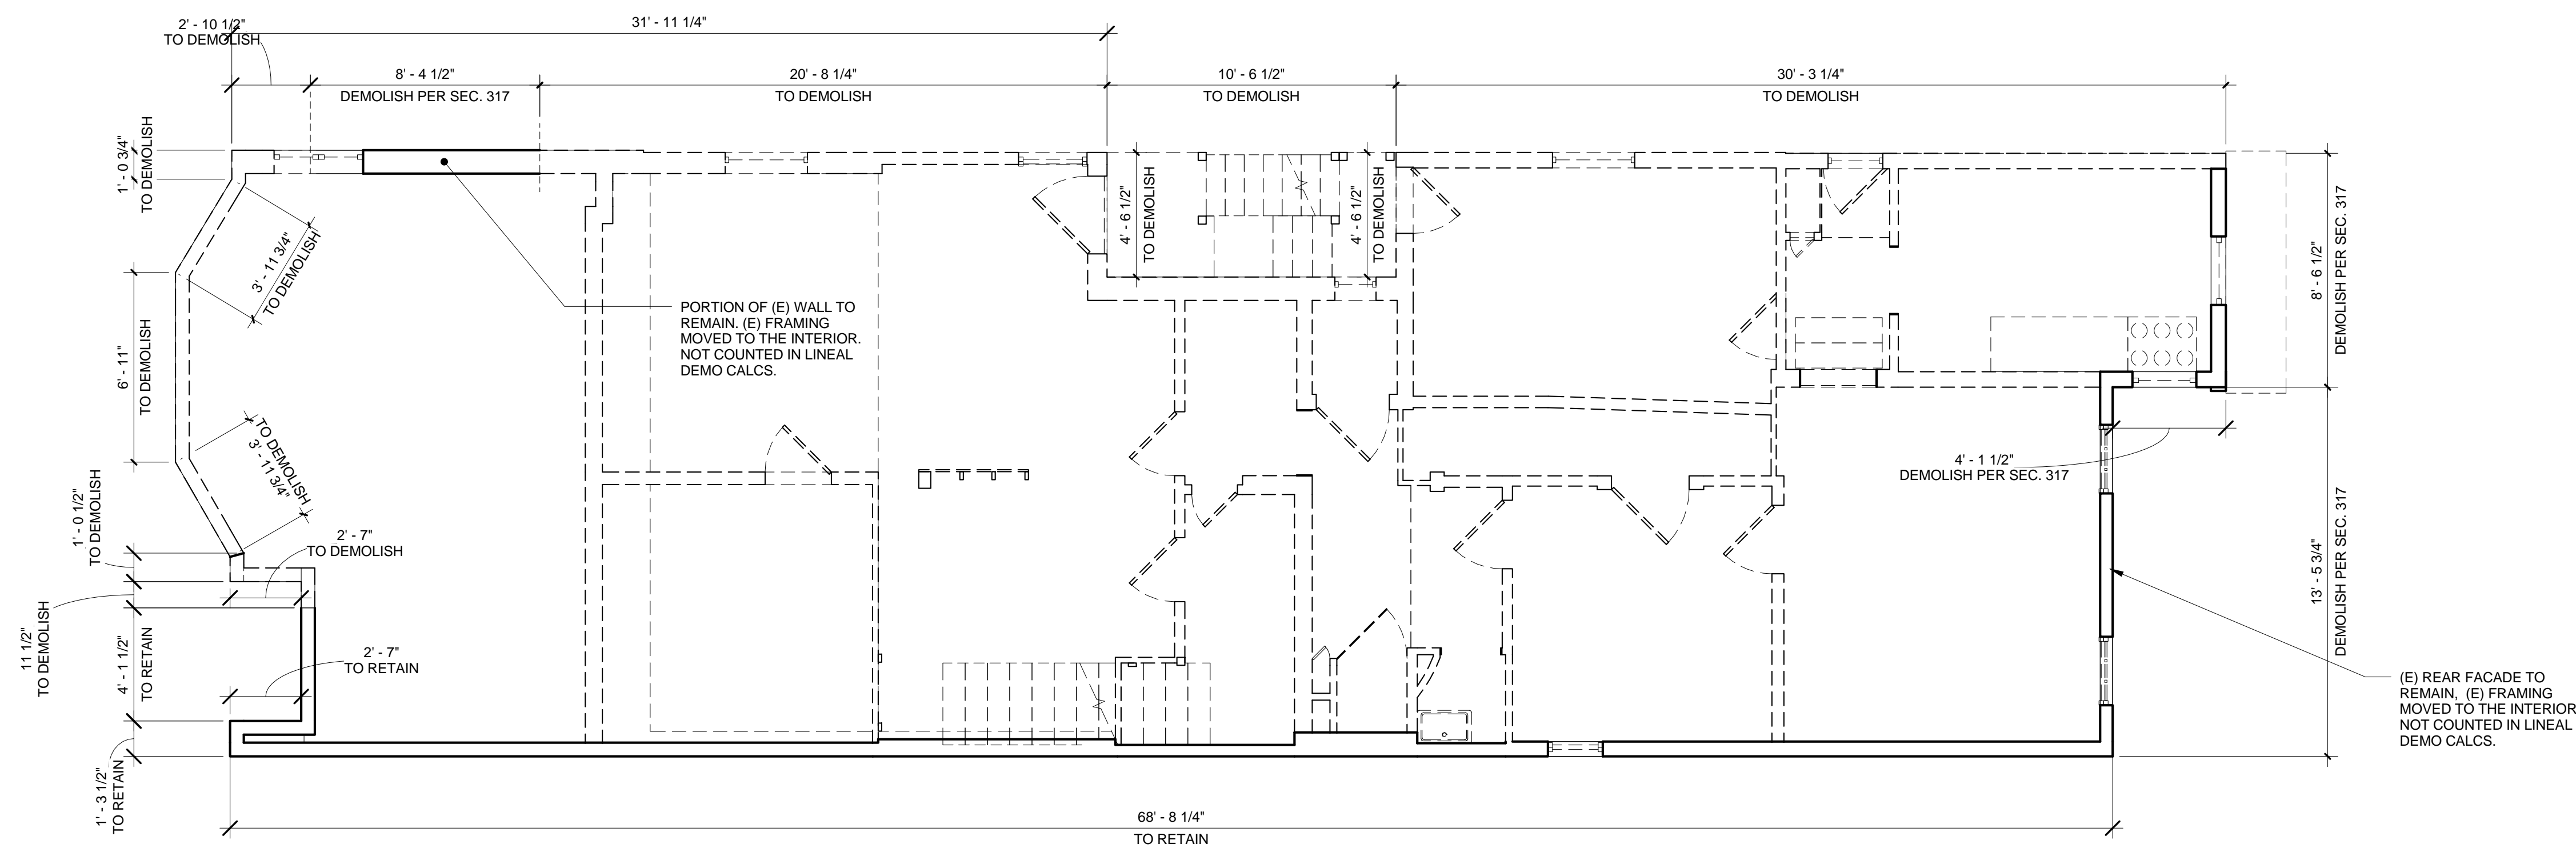 2' - 10 1/2"
TO DEMOLISH
31' - 11 1/4"
8' - 4 1/2"
DEMOLISH PER SEC. 317
20' - 8 1/4"
TO DEMOLISH
10' - 6 1/2"
TO DEMOLISH
30' - 3 1/4"
TO DEMOLISH
1' - 0 3/4"
TO DEMOLISH
3' - 11 3/4"
TO DEMOLISH
6' - 11"
TO DEMOLISH
TO DEMOLISH
3' - 11 3/4"
1' - 0 1/2"
TO DEMOLISH
2' - 7"
TO DEMOLISH
11 1/2"
TO DEMOLISH
4' - 1 1/2"
TO RETAIN
2' - 7"
TO RETAIN
1' - 3 1/2"
TO RETAIN
PORTION OF (E) WALL TO
REMAIN. (E) FRAMING
MOVED TO THE INTERIOR.
NOT COUNTED IN LINEAL
DEMO CALCS.
4' - 6 1/2"
TO DEMOLISH
4' - 6 1/2"
TO DEMOLISH
8' - 6 1/2"
DEMOLISH PER SEC. 317
4' - 1 1/2"
DEMOLISH PER SEC. 317
13' - 5 3/4"
DEMOLISH PER SEC. 317
(E) REAR FACADE TO
REMAIN, (E) FRAMING
MOVED TO THE INTERIOR
NOT COUNTED IN LINEAL
DEMO CALCS.
68' - 8 1/4"
TO RETAIN